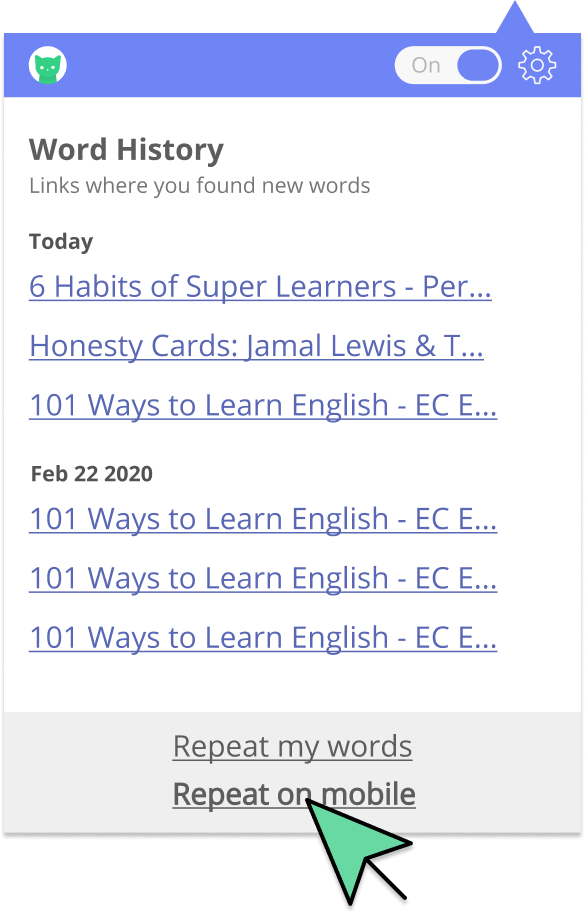 On
Word History
Links where you found new words
Today
6 Habits of Super Learners - Per...
Honesty Cards: Jamal Lewis & T...
101 Ways to Learn English - EC E...
Feb 22 2020
101 Ways to Learn English - EC E...
101 Ways to Learn English - EC E...
101 Ways to Learn English - EC E...
Repeat my words
Repeat on mobile